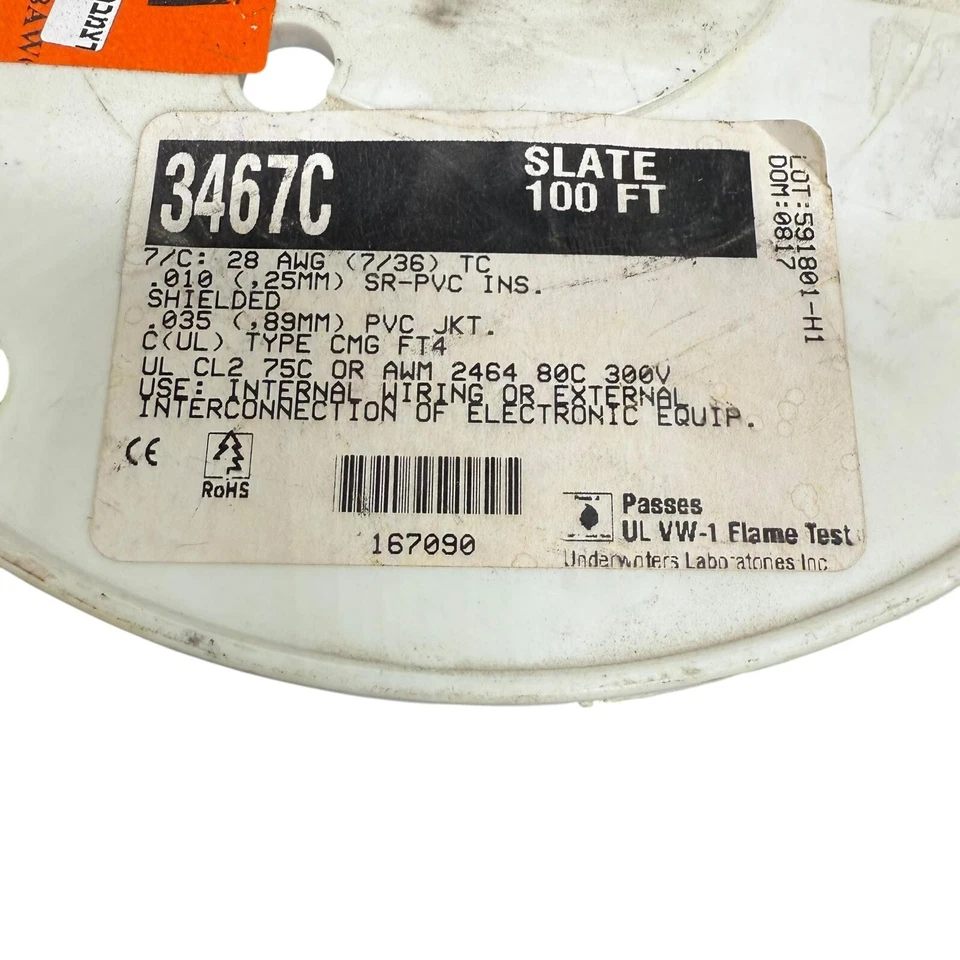 3467C
SLATE
100 FT
7/C: 28 AWG (7/36) TC
.010 (,25MM) SR-PVC INS.
SHIELDED
.035 (,89MM) PVC JKT.
C(UL) TYPE CMG FT4
UL CL2 75C OR AWM 2464 80C 300V
USE: INTERNAL WIRING OR EXTERNAL
INTERCONNECTION OF ELECTRONIC EQUIP.
CE
RoHS
167090
Passes
UL VW-1 Flame Test
Underwriters Laboratories Inc
LOT:591801-H1
DOM:0817